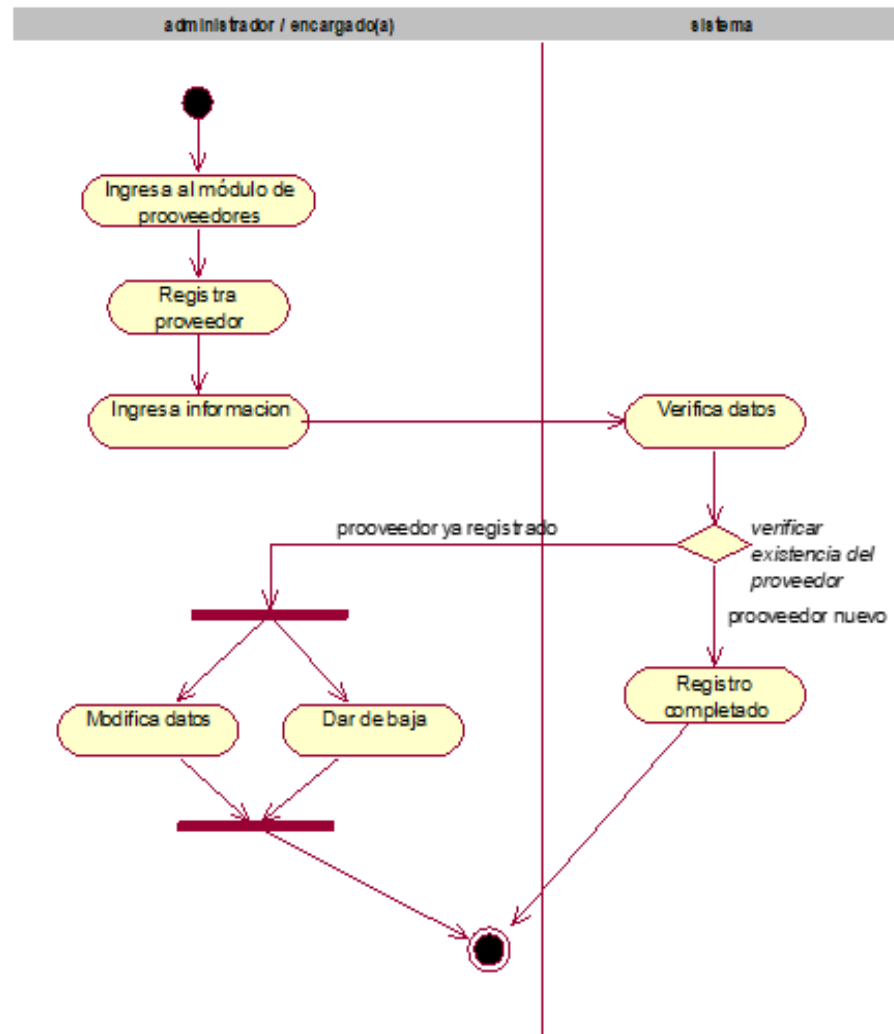 administrador / encargado(a)
sistema
Ingresa al módulo de
prooveedores
Registra
proveedor
Ingresa informacion
Verifica datos
prooveedor ya registrado
verificar
existencia del
proveedor
prooveedor nuevo
Modifica datos
Dar de baja
Registro
completado